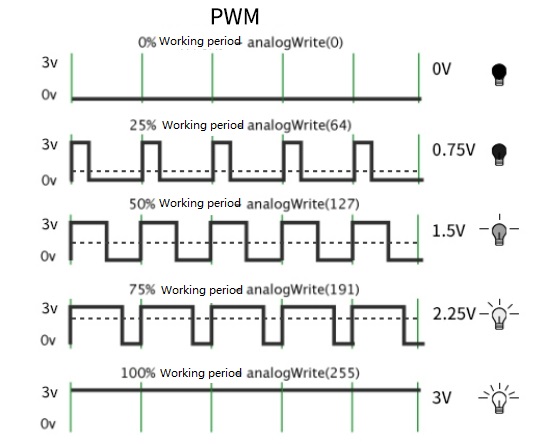 PWM
0% Working period analogWrite(0)
3v
0v
0V
25% Working period analogWrite(64)
3v
0v
0.75V
50% Working period analogWrite(127)
3v
0v
1.5V
75% Working period analogWrite(191)
3v
0v
2.25V
100% Working period analogWrite(255)
3v
0v
3V